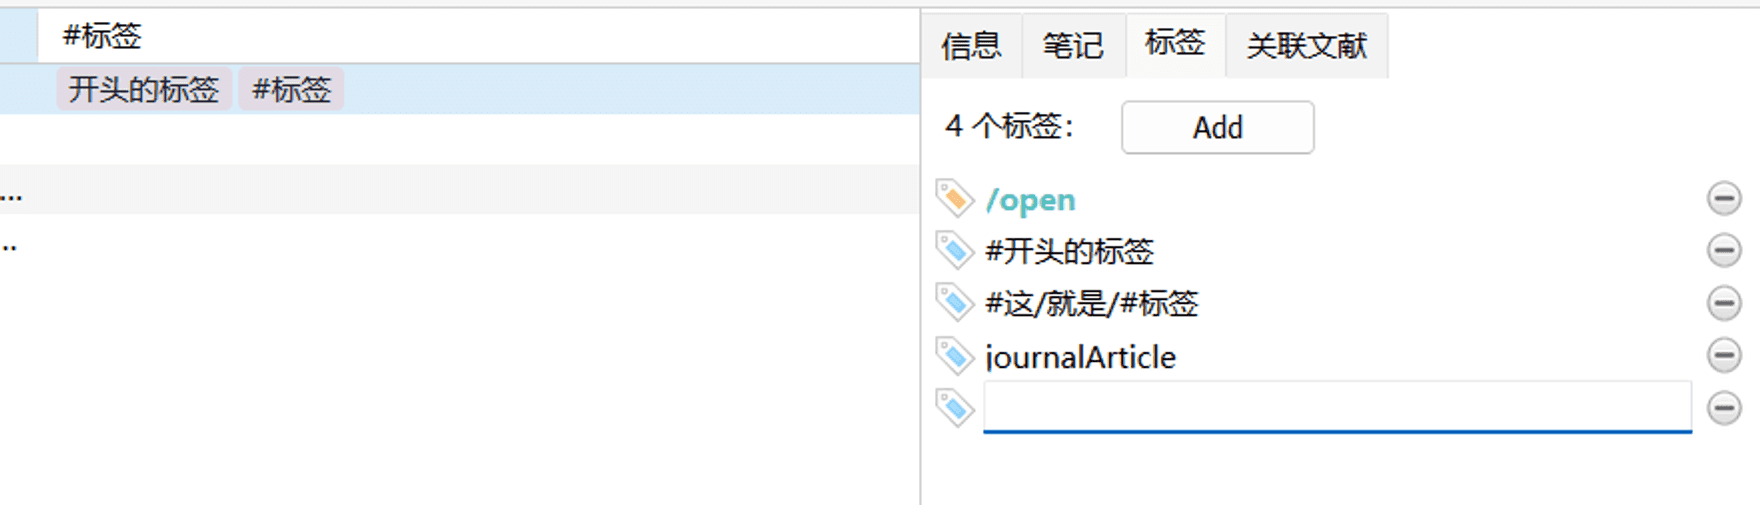 #标签
开头的标签 #标签
...
..
信息 笔记 标签 关联文献
4 个标签: Add
/open
#开头的标签
#这/就是/#标签
journalArticle